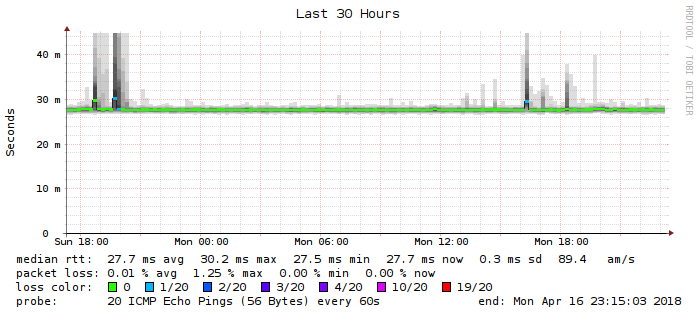 Last 30 Hours
RRDTOOL / TOBI OETIKER
Seconds
40 m
30 m
20 m
10 m
0
Sun 18:00 Mon 00:00 Mon 06:00 Mon 12:00 Mon 18:00
median rtt: 27.7 ms avg 30.2 ms max 27.5 ms min 27.7 ms now 0.3 ms sd 89.4 am/s
packet loss: 0.01 % avg 1.25 % max 0.00 % min 0.00 % now
loss color: 0 1/20 2/20 3/20 4/20 10/20 19/20
probe: 20 ICMP Echo Pings (56 Bytes) every 60s end: Mon Apr 16 23:15:03 2018